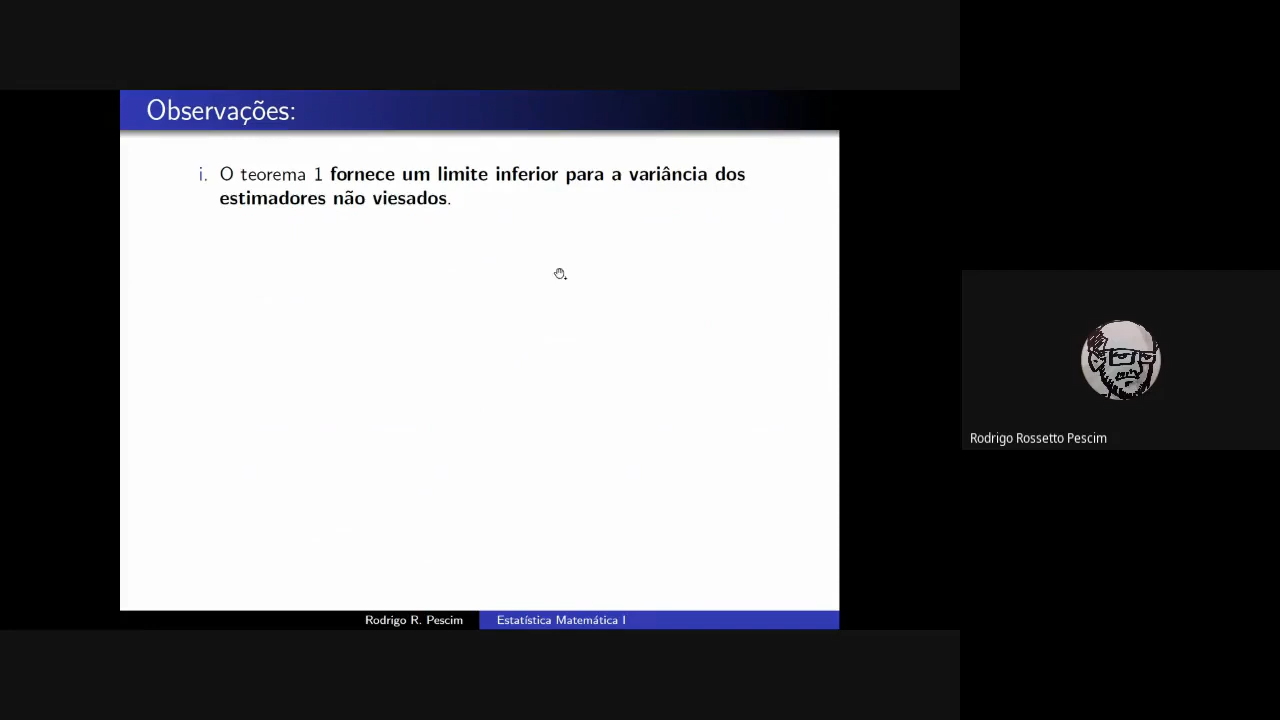 Observações:
i. O teorema 1 fornece um limite inferior para a variância dos
estimadores não viesados.
Rodrigo Rossetto Pescim
Rodrigo R. Pescim
Estatística Matemática I